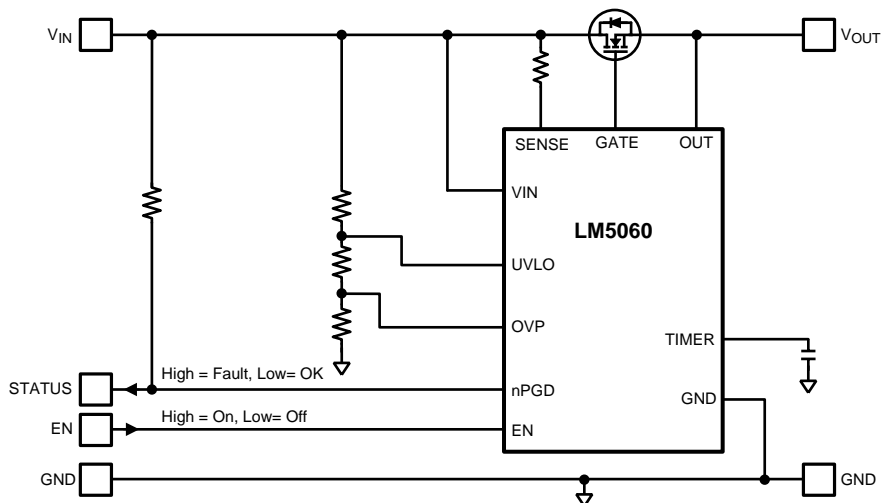 VIN
VOUT
SENSE
GATE
OUT
VIN
LM5060
UVLO
OVP
TIMER
High = Fault, Low= OK
STATUS
nPGD
GND
High = On, Low= Off
EN
EN
GND
GND